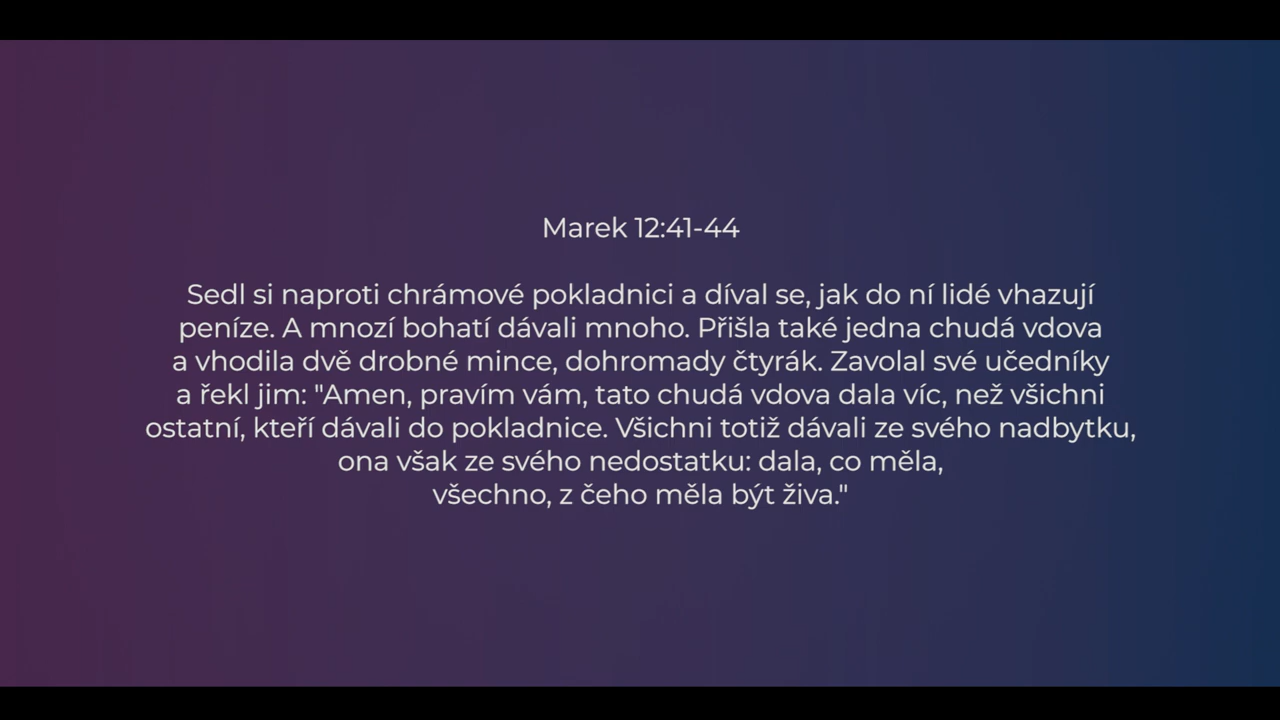 Marek 12:41-44
Sedl si naproti chrámové pokladnici a díval se, jak do ní lidé vhazují
peníze. A mnozí bohatí dávali mnoho. Přišla také jedna chudá vdova
a vhodila dvě drobné mince, dohromady čtyrák. Zavolal své učedníky
a řekl jim: "Amen, pravím vám, tato chudá vdova dala víc, než všichni
ostatní, kteří dávali do pokladnice. Všichni totiž dávali ze svého nadbytku,
ona však ze svého nedostatku: dala, co měla,
všechno, z čeho měla být živa."